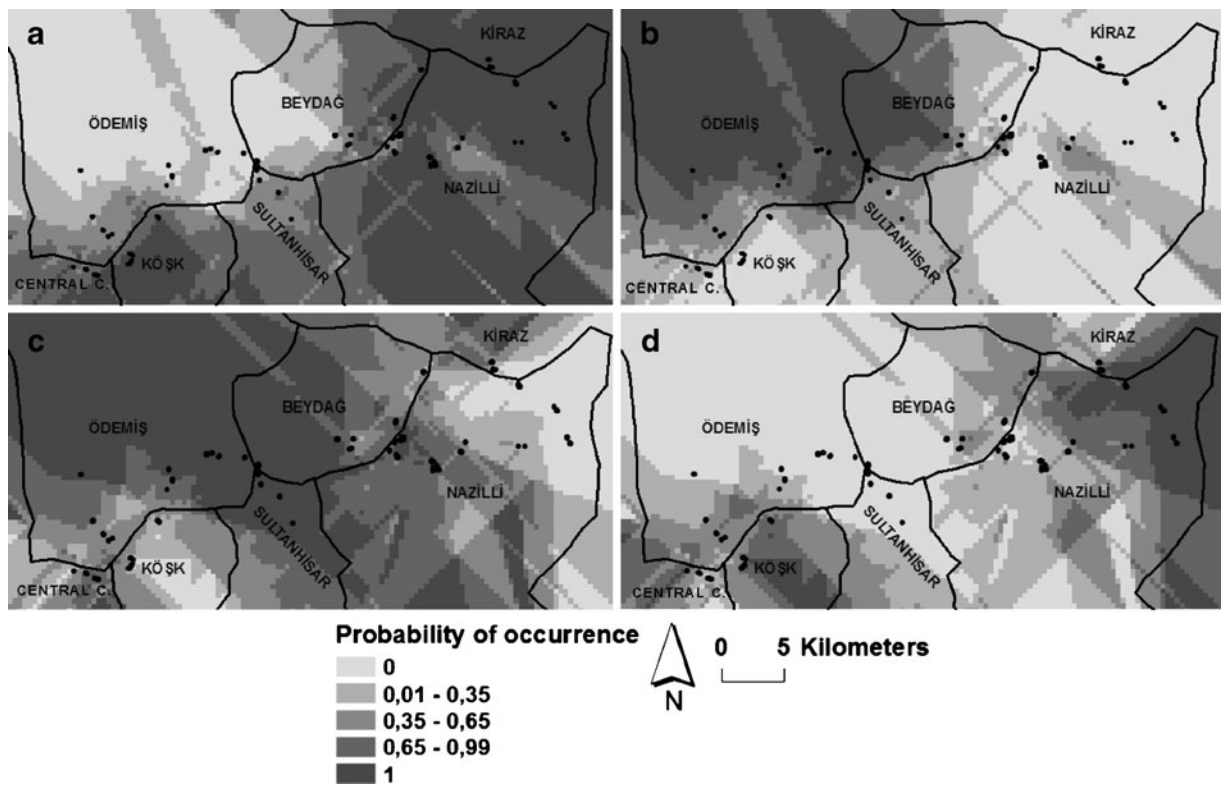 a
KİRAZ
BEYDAĞ
ÖDEMİŞ
NAZİLLİ
SULTANHİSAR
KÖŞK
CENTRAL C.
b
KİRAZ
BEYDAĞ
ÖDEMİŞ
NAZİLLİ
SULTANHİSAR
KÖŞK
CENTRAL C.
c
KİRAZ
BEYDAĞ
ÖDEMİŞ
NAZİLLİ
SULTANHİSAR
KÖŞK
CENTRAL C.
d
KİRAZ
BEYDAĞ
ÖDEMİŞ
NAZİLLİ
SULTANHİSAR
KÖŞK
CENTRAL C.
Probability of occurrence
0
0,01 - 0,35
0,35 - 0,65
0,65 - 0,99
1
N
0 5 Kilometers